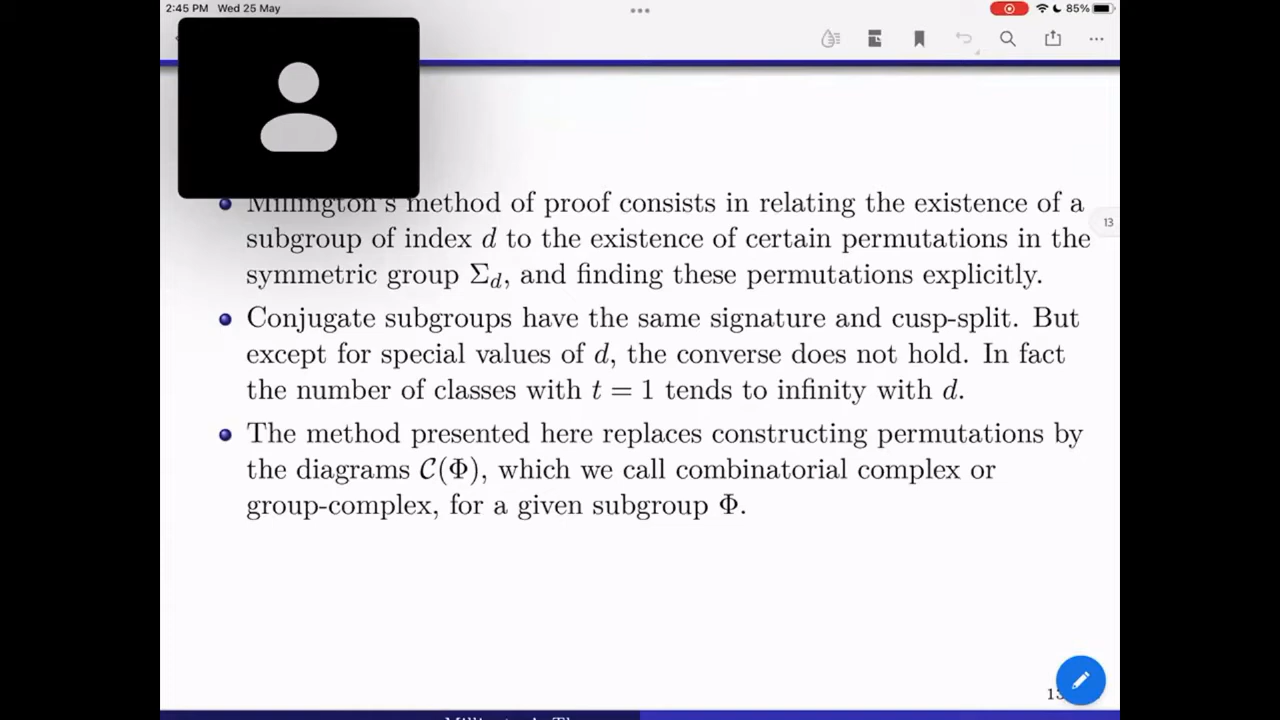 2:45 PM Wed 25 May
85%
Millington's method of proof consists in relating the existence of a
13
subgroup of index d to the existence of certain permutations in the
symmetric group Σd, and finding these permutations explicitly.
Conjugate subgroups have the same signature and cusp-split. But
except for special values of d, the converse does not hold. In fact
the number of classes with t = 1 tends to infinity with d.
The method presented here replaces constructing permutations by
the diagrams C(Φ), which we call combinatorial complex or
group-complex, for a given subgroup Φ.